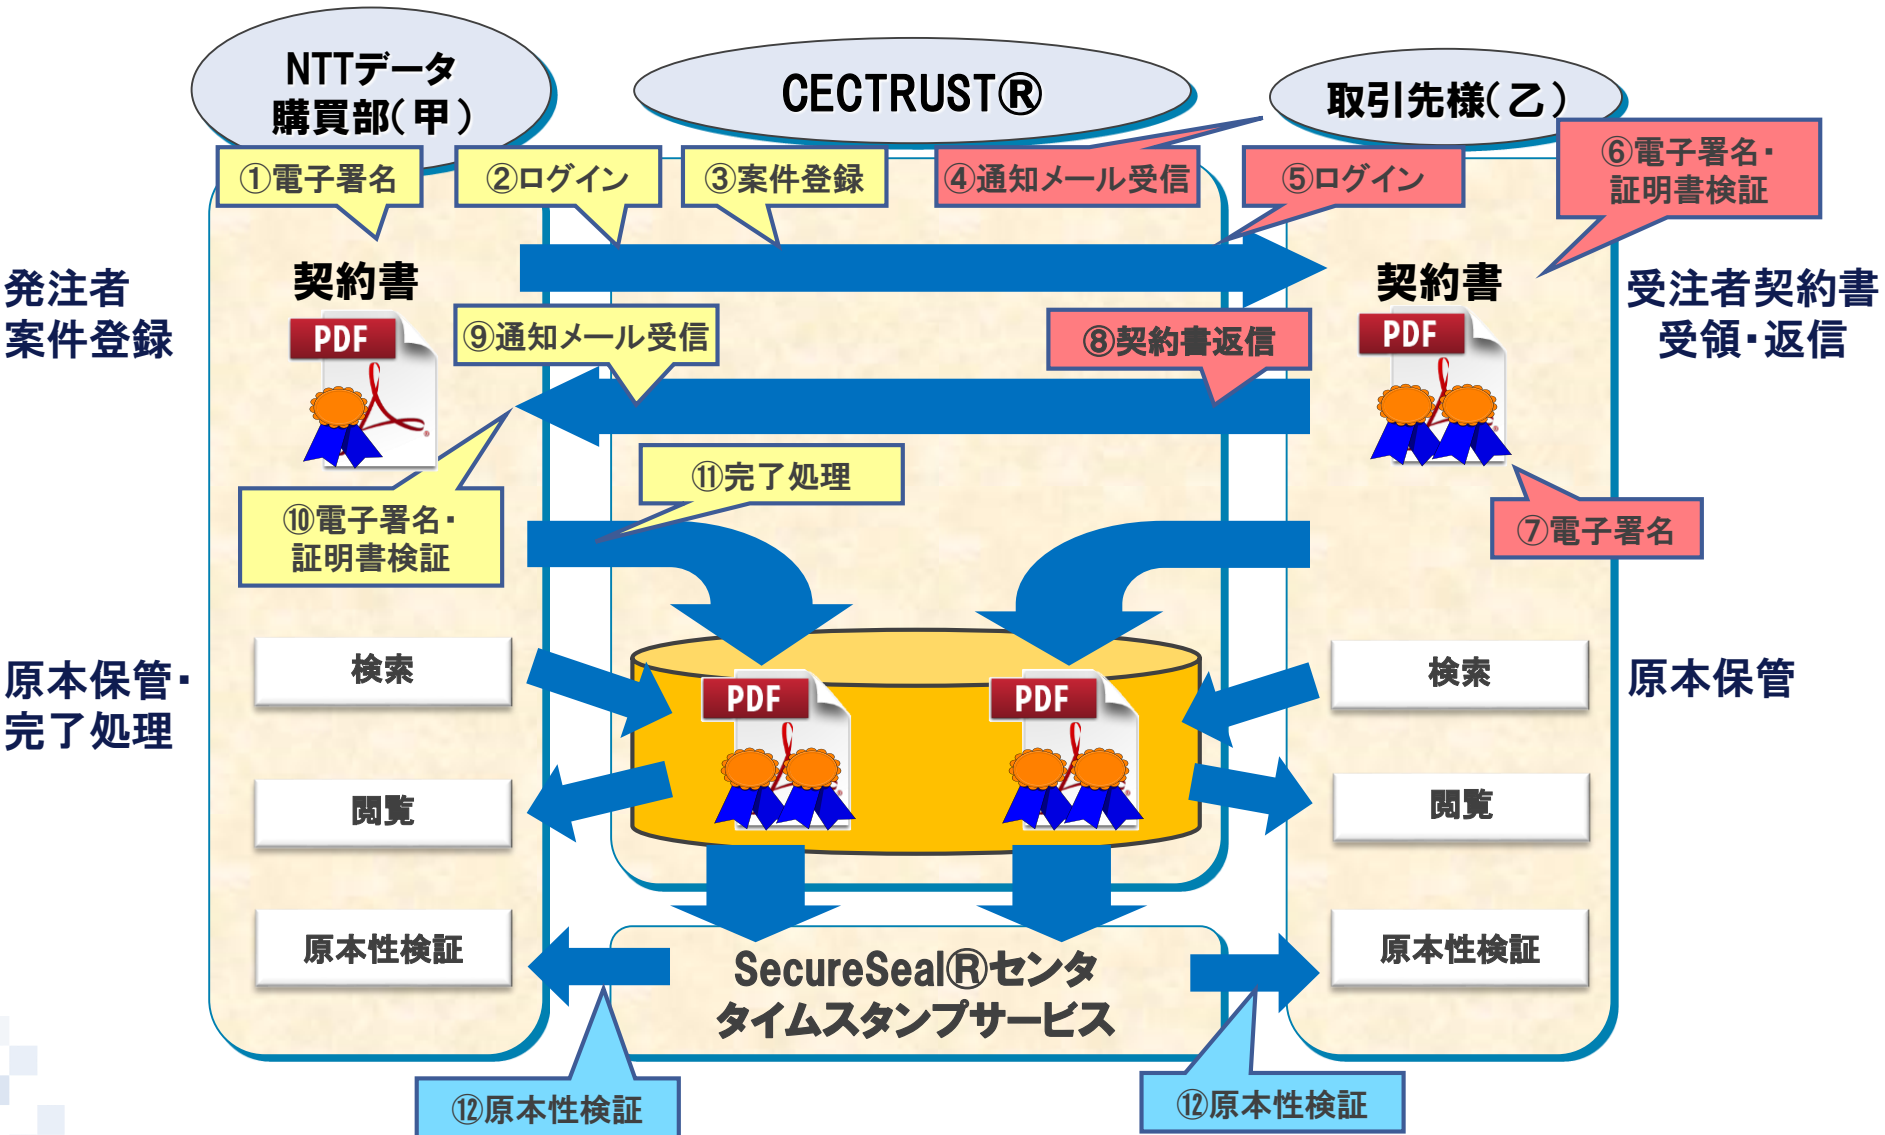 NTTデータ
購買部(甲)
CECTRUST®
取引先様(乙)
①電子署名
②ログイン
③案件登録
④通知メール受信
⑤ログイン
⑥電子署名・
証明書検証
発注者
案件登録
契約書
PDF
契約書
PDF
受注者契約書
受領・返信
⑨通知メール受信
⑧契約書返信
⑪完了処理
⑩電子署名・
証明書検証
⑦電子署名
原本保管・
完了処理
検索
閲覧
原本性検証
PDF
PDF
検索
閲覧
原本性検証
原本保管
SecureSeal®センタ
タイムスタンプサービス
⑫原本性検証
⑫原本性検証